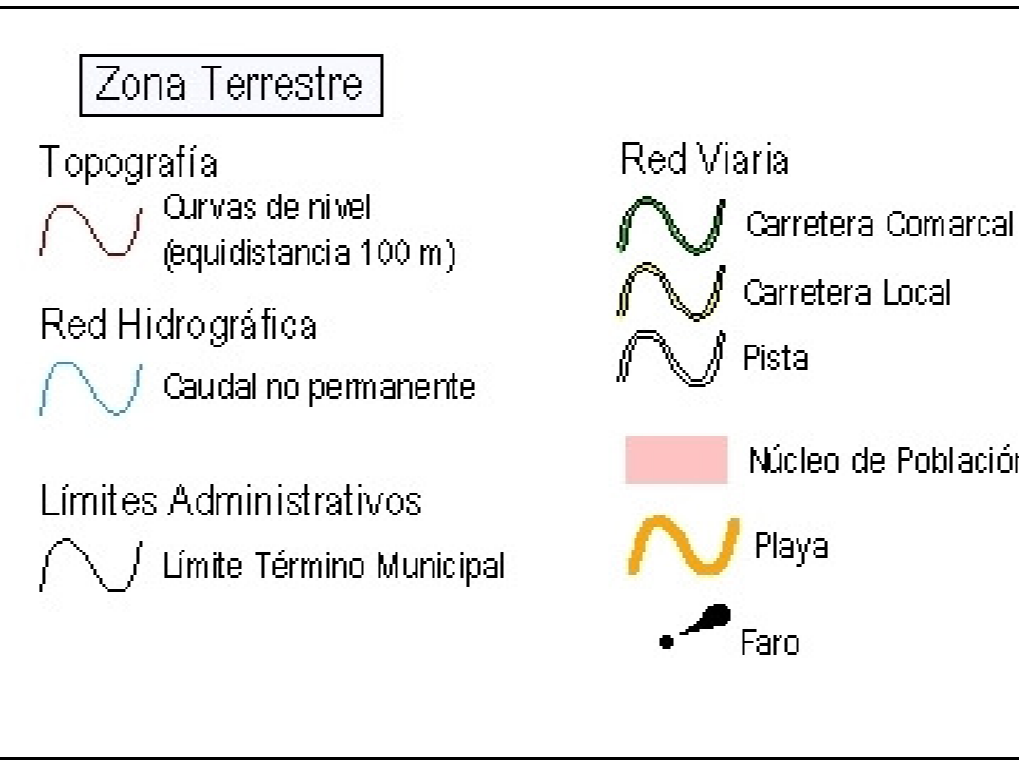 Zona Terrestre
Topografía
Curvas de nivel
(equidistancia 100 m)
Red Hidrográfica
Caudal no permanente
Límites Administrativos
Límite Término Municipal
Red Viaria
Carretera Comarcal
Carretera Local
Pista
Núcleo de Población
Playa
Faro